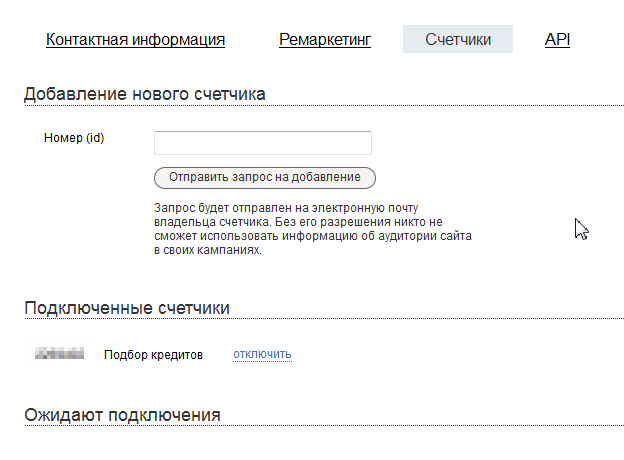 Контактная информация Ремаркетинг Счетчики API
Добавление нового счетчика
Номер (id)
Отправить запрос на добавление
Запрос будет отправлен на электронную почту
владельца счетчика. Без его разрешения никто не
сможет использовать информацию об аудитории сайта
в своих кампаниях.
Подключенные счетчики
Подбор кредитов отключить
Ожидают подключения